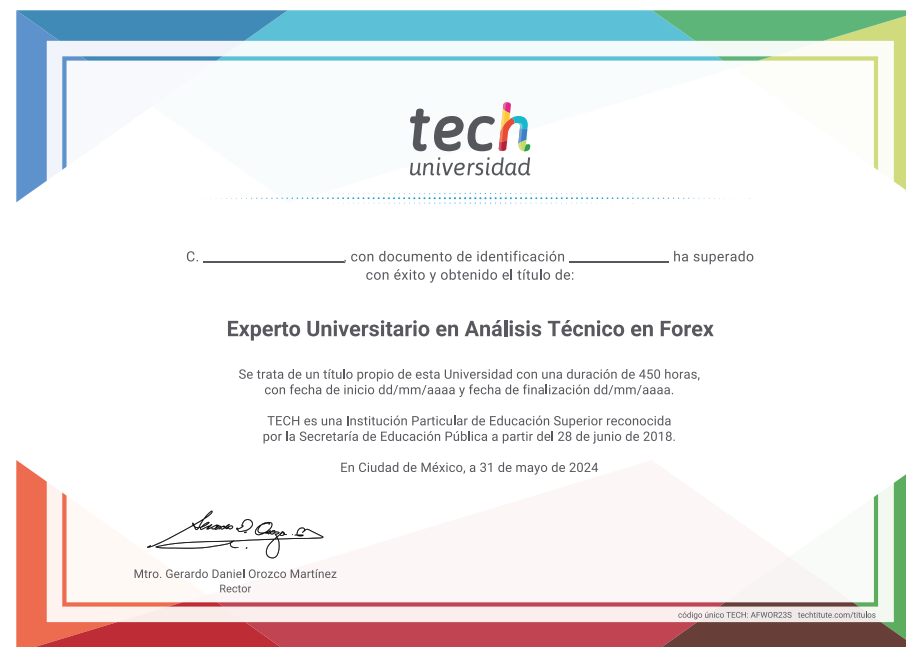 tech
universidad
C. ____________________, con documento de identificación ______________ ha superado
con éxito y obtenido el título de:
Experto Universitario en Análisis Técnico en Forex
Se trata de un título propio de esta Universidad con una duración de 450 horas,
con fecha de inicio dd/mm/aaaa y fecha de finalización dd/mm/aaaa.
TECH es una Institución Particular de Educación Superior reconocida
por la Secretaría de Educación Pública a partir del 28 de junio de 2018.
En Ciudad de México, a 31 de mayo de 2024
Mtro. Gerardo Daniel Orozco Martínez
Rector
código único TECH: AFWOR23S techtitute.com/titulos